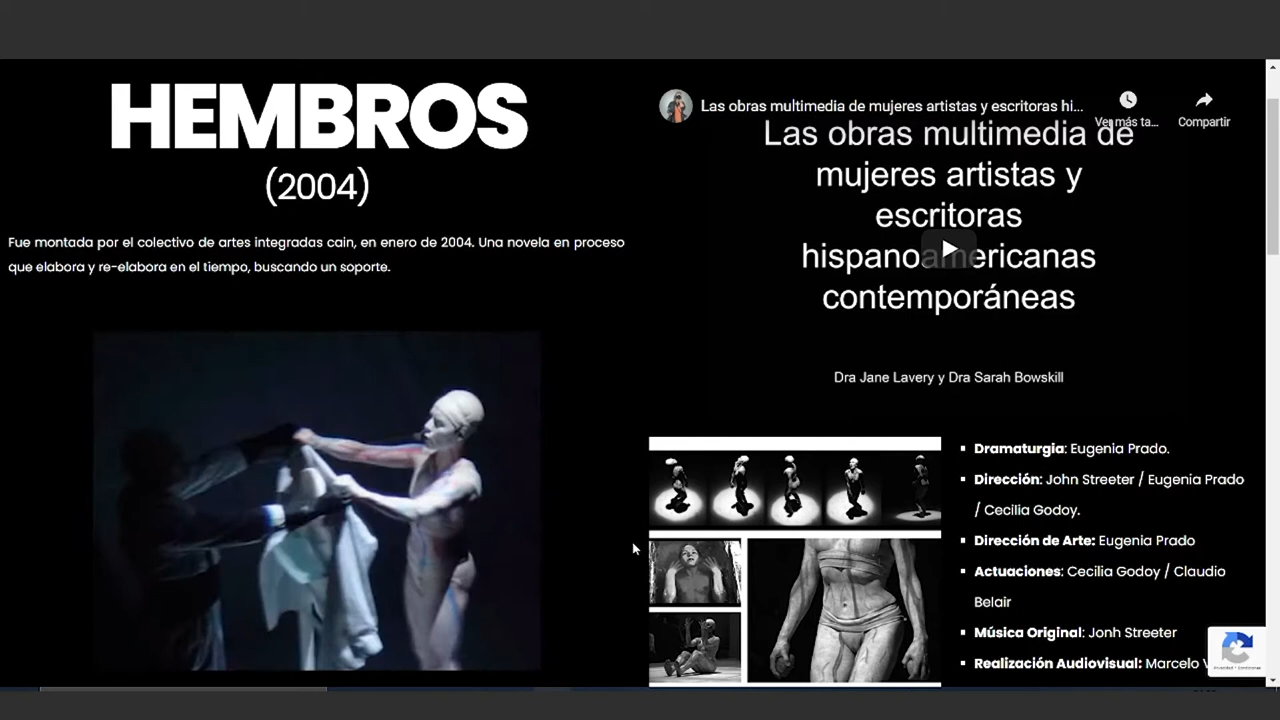 HEMBROS
(2004)
Fue montada por el colectivo de artes integradas cain, en enero de 2004. Una novela en proceso
que elabora y re-elabora en el tiempo, buscando un soporte.
Las obras multimedia de mujeres artistas y escritoras hi...
Ver más ta...
Compartir
Las obras multimedia de
mujeres artistas y
escritoras
hispanoamericanas
contemporáneas
Dra Jane Lavery y Dra Sarah Bowskill
Dramaturgia: Eugenia Prado.
Dirección: John Streeter / Eugenia Prado
/ Cecilia Godoy.
Dirección de Arte: Eugenia Prado
Actuaciones: Cecilia Godoy / Claudio
Belair
Música Original: Jonh Streeter
Realización Audiovisual: Marcelo